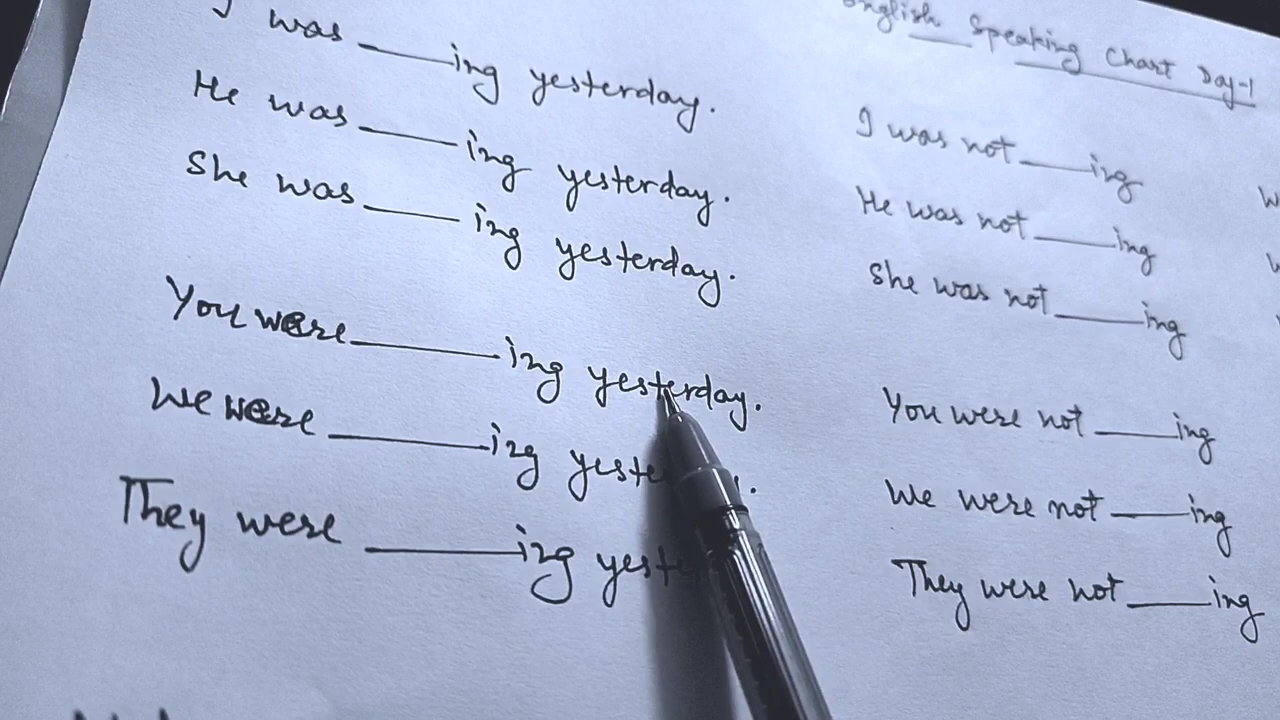 English Speaking Chart Day-1
I was ____ing yesterday.
He was ____ing yesterday.
She was ____ing yesterday.
You were ____ing yesterday.
We were ____ing yeste
They were ____ing yeste
I was not ____ing
He was not ____ing
She was not ____ing
You were not ____ing
We were not ____ing
They were not ____ing